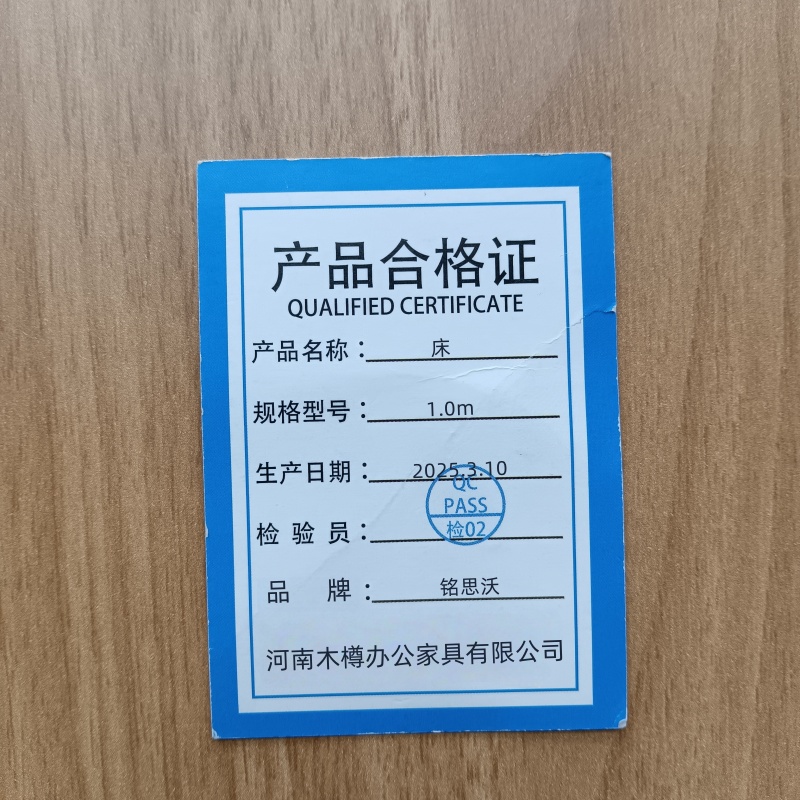 产品合格证
QUALIFIED CERTIFICATE
产品名称：床
规格型号：1.0m
生产日期：2025.3.10
QC
PASS
检验员：检02
品牌：铭思沃
河南木樽办公家具有限公司